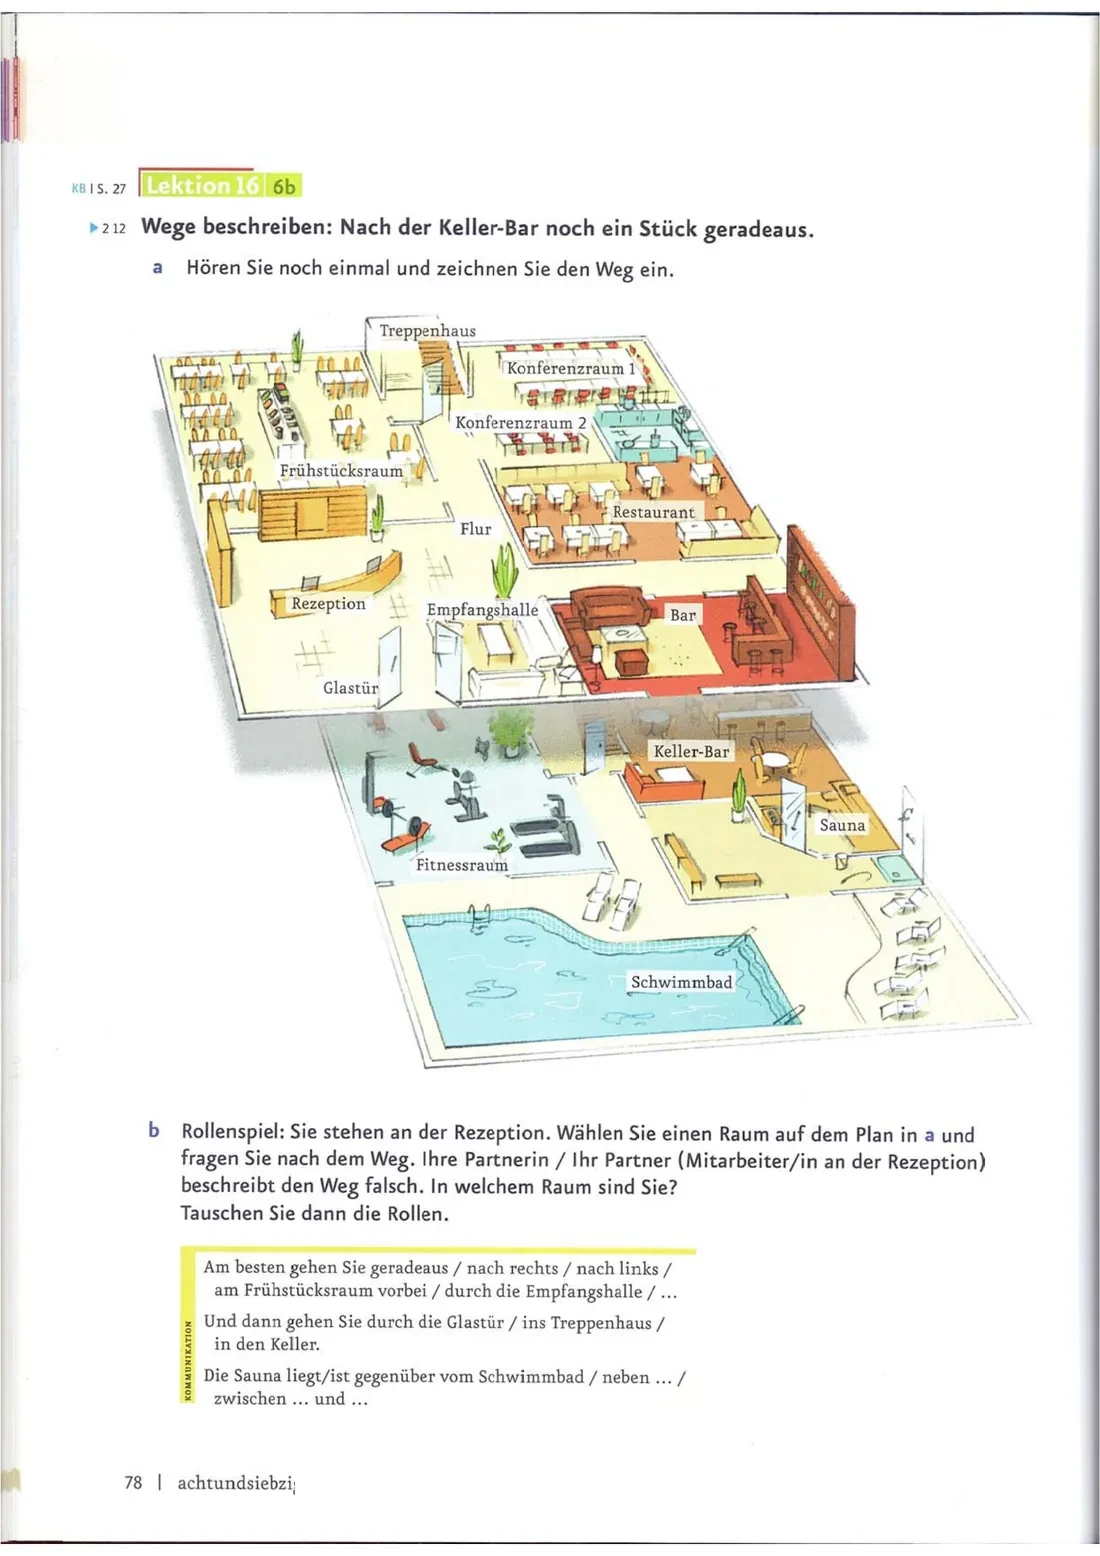 KB | S. 27 Lektion 16 6b
▶ 2 12 Wege beschreiben: Nach der Keller-Bar noch ein Stück geradeaus.
a Hören Sie noch einmal und zeichnen Sie den Weg ein.
Treppenhaus
Konferenzraum 1
Konferenzraum 2
Frühstücksraum
Restaurant
Flur
Rezeption
Empfangshalle
Bar
Glastür
Keller-Bar
Sauna
Fitnessraum
Schwimmbad
b Rollenspiel: Sie stehen an der Rezeption. Wählen Sie einen Raum auf dem Plan in a und
fragen Sie nach dem Weg. Ihre Partnerin / Ihr Partner (Mitarbeiter/in an der Rezeption)
beschreibt den Weg falsch. In welchem Raum sind Sie?
Tauschen Sie dann die Rollen.
KOMMUNIKATION
Am besten gehen Sie geradeaus / nach rechts / nach links /
am Frühstücksraum vorbei / durch die Empfangshalle / ...
Und dann gehen Sie durch die Glastür / ins Treppenhaus /
in den Keller.
Die Sauna liegt/ist gegenüber vom Schwimmbad / neben ... /
zwischen ... und ...
78 | achtundsiebzig